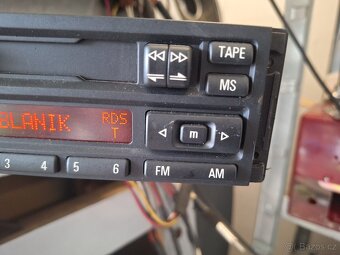 TAPE
MS
BLANIK RDS
T
m
3 4 5 6 FM AM
©Bazos.cz